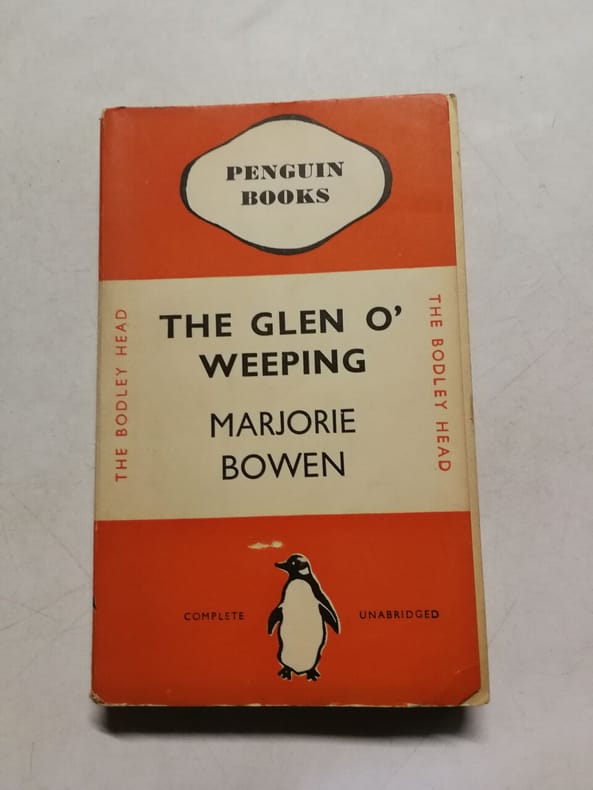 PENGUIN
BOOKS
THE GLEN O'
WEEPING
MARJORIE
BOWEN
THE BODLEY HEAD
THE BODLEY HEAD
COMPLETE UNABRIDGED